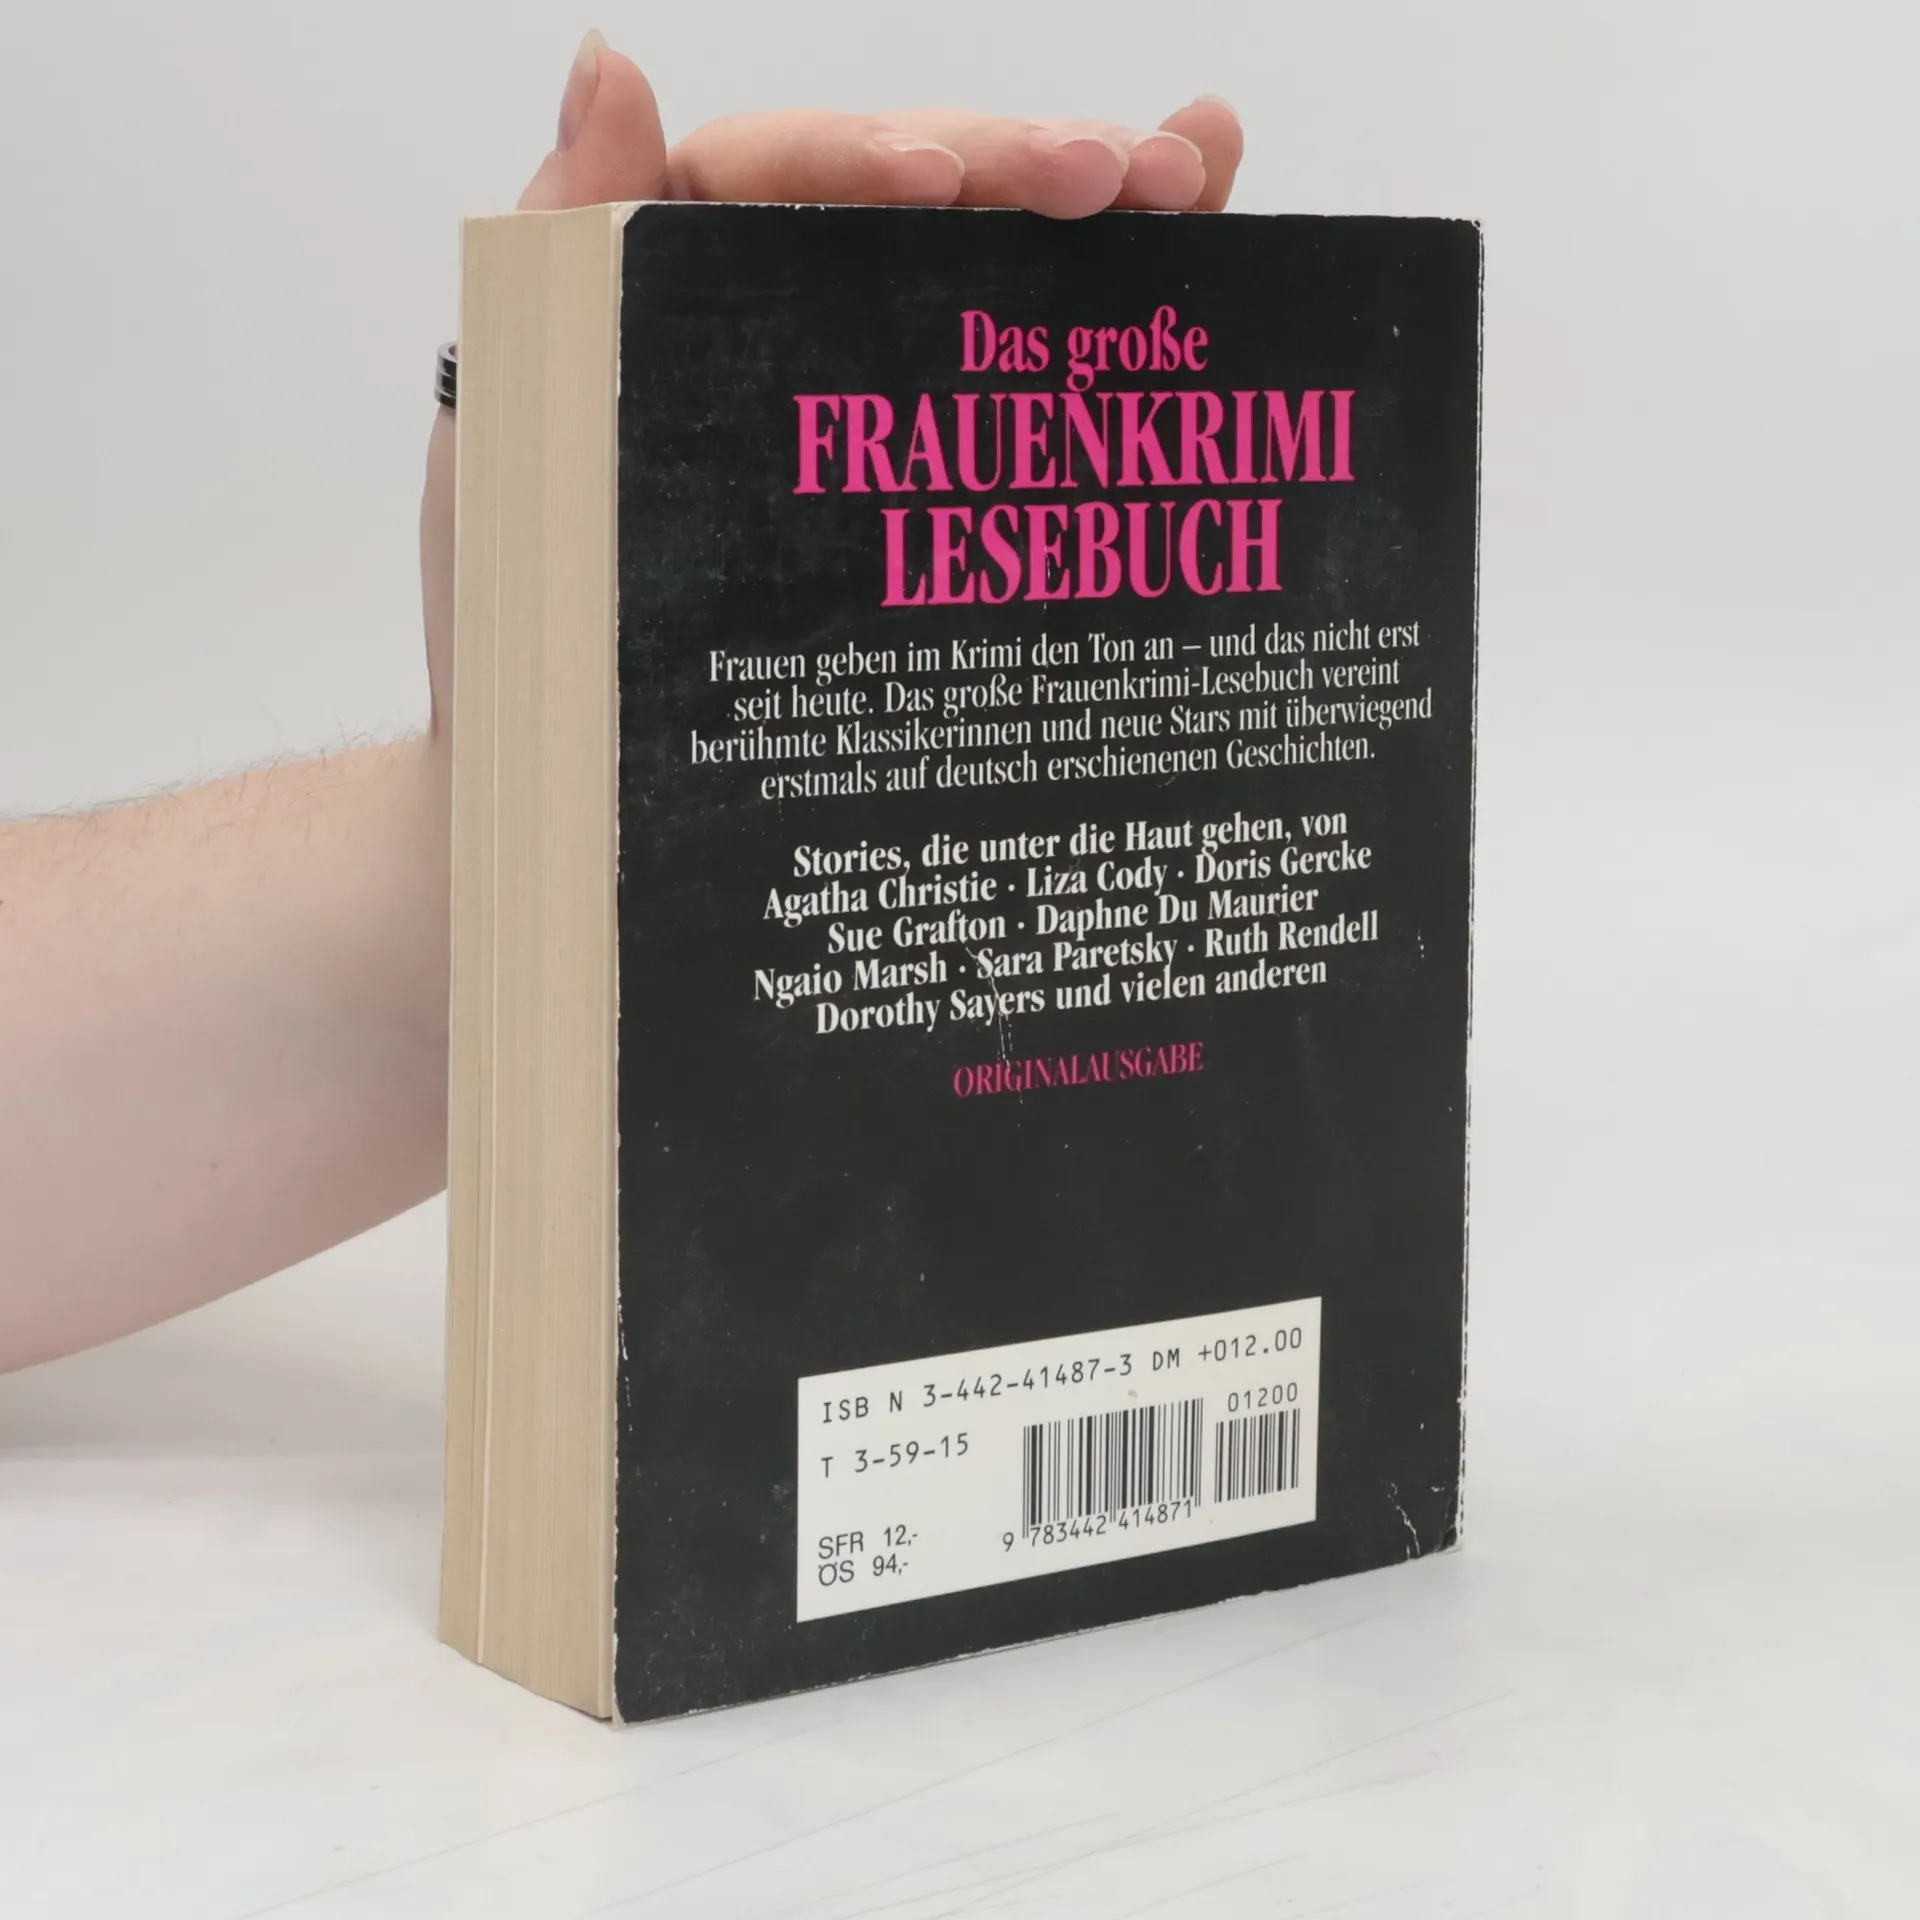 Das große
FRAUENKRIMI
LESEBUCH
Frauen geben im Krimi den Ton an – und das nicht erst
seit heute. Das große Frauenkrimi-Lesebuch vereint
berühmte Klassikerinnen und neue Stars mit überwiegend
erstmals auf deutsch erschienenen Geschichten.
Stories, die unter die Haut gehen, von
Agatha Christie · Liza Cody · Doris Gercke
Sue Grafton · Daphne Du Maurier
Ngaio Marsh · Sara Paretsky · Ruth Rendell
Dorothy Sayers und vielen anderen
ORIGINALAUSGABE
ISB N 3-442-41487-3 DM +012.00
T 3-59-15
01200
SFR 12,-
ÖS 94,-
9 783442 414871